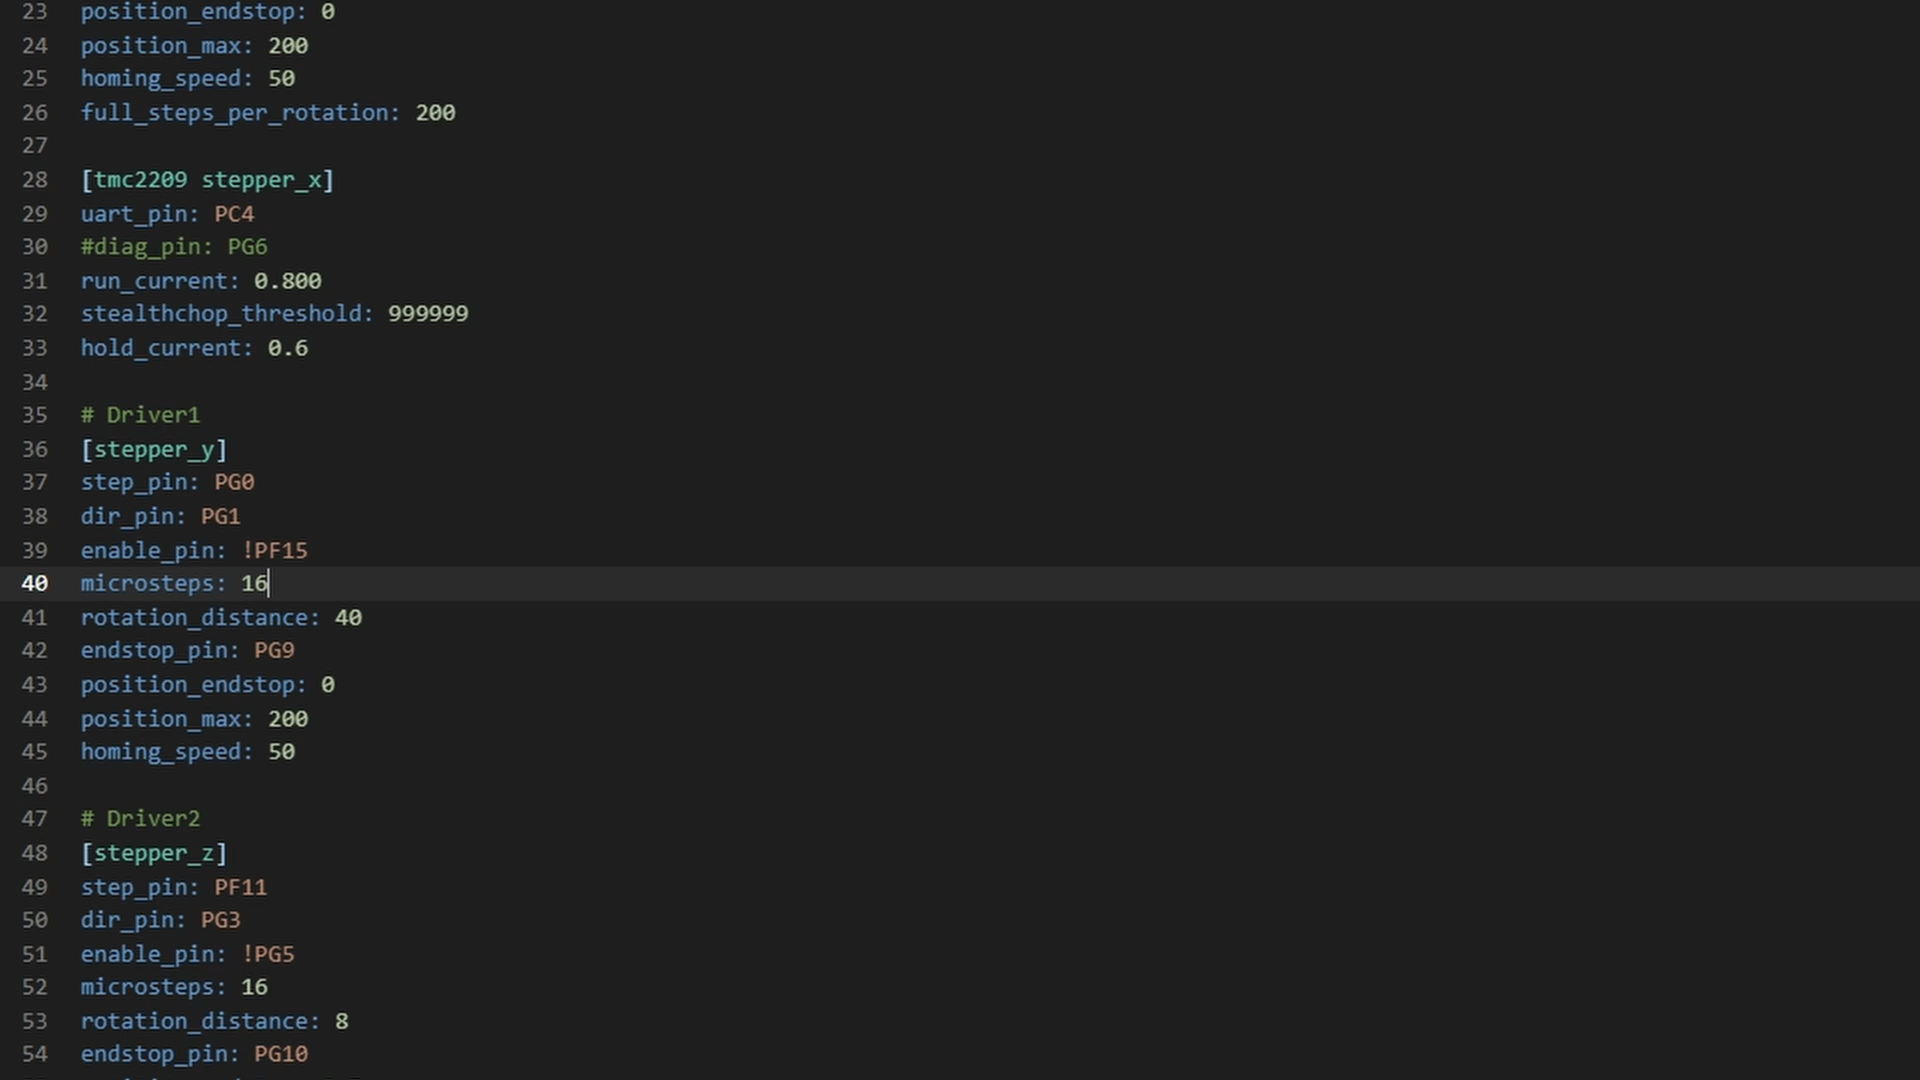 23 position_endstop: 0
24 position_max: 200
25 homing_speed: 50
26 full_steps_per_rotation: 200
27
28 [tmc2209 stepper_x]
29 uart_pin: PC4
30 #diag_pin: PG6
31 run_current: 0.800
32 stealthchop_threshold: 999999
33 hold_current: 0.6
34
35 # Driver1
36 [stepper_y]
37 step_pin: PG0
38 dir_pin: PG1
39 enable_pin: !PF15
40 microsteps: 16
41 rotation_distance: 40
42 endstop_pin: PG9
43 position_endstop: 0
44 position_max: 200
45 homing_speed: 50
46
47 # Driver2
48 [stepper_z]
49 step_pin: PF11
50 dir_pin: PG3
51 enable_pin: !PG5
52 microsteps: 16
53 rotation_distance: 8
54 endstop_pin: PG10